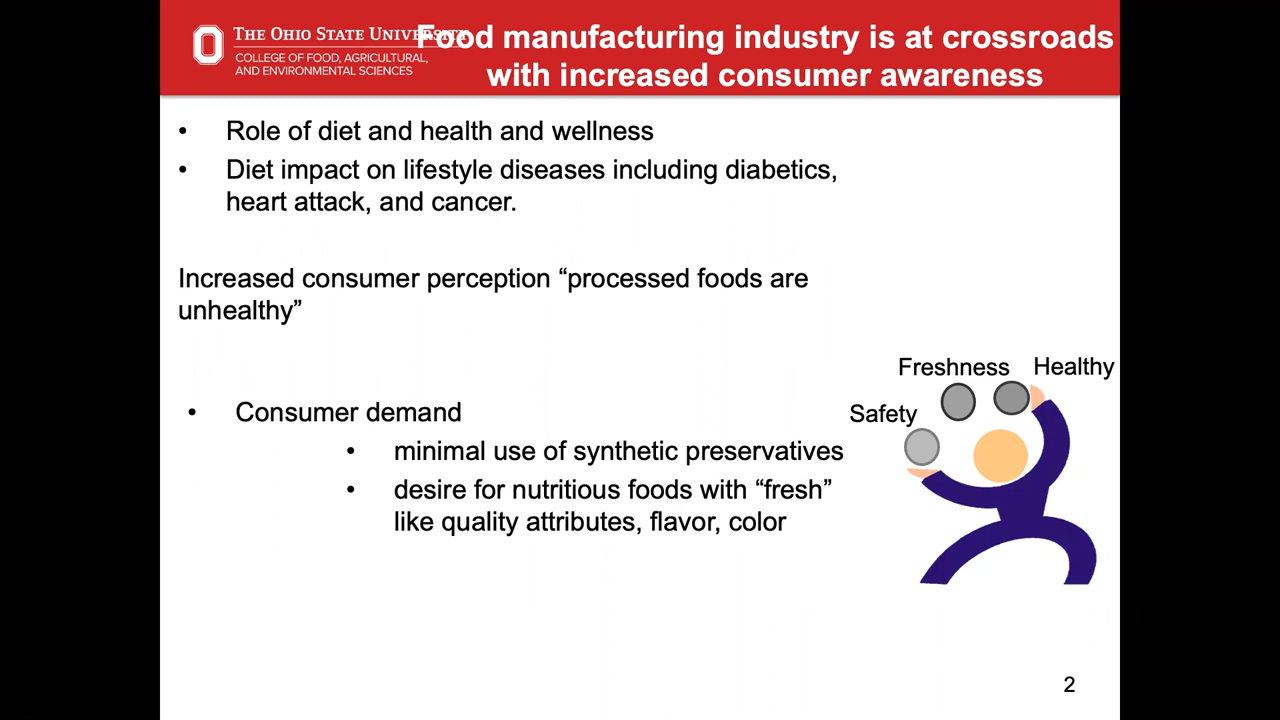 THE OHIO STATE UNIVERSITY
COLLEGE OF FOOD, AGRICULTURAL,
AND ENVIRONMENTAL SCIENCES
Food manufacturing industry is at crossroads
with increased consumer awareness
• Role of diet and health and wellness
• Diet impact on lifestyle diseases including diabetics,
heart attack, and cancer.
Increased consumer perception “processed foods are
unhealthy”
• Consumer demand
• minimal use of synthetic preservatives
• desire for nutritious foods with “fresh”
like quality attributes, flavor, color
Freshness
Healthy
Safety
2